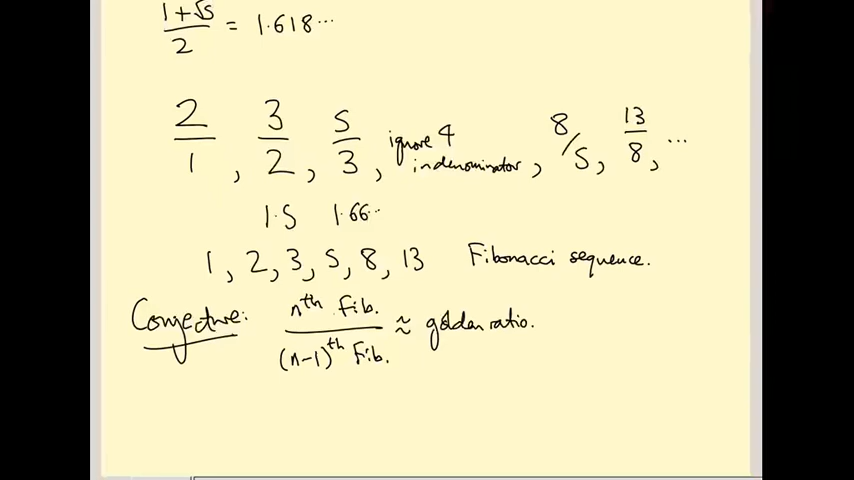 1+√5/2 = 1.618...
2/1, 3/2, 5/3, ignore 4 in denominator, 8/5, 13/8, ...
1.5 1.66..
1, 2, 3, 5, 8, 13 Fibonacci sequence.
Conjecture: nth Fib. / (n-1)th Fib. ≈ golden ratio.